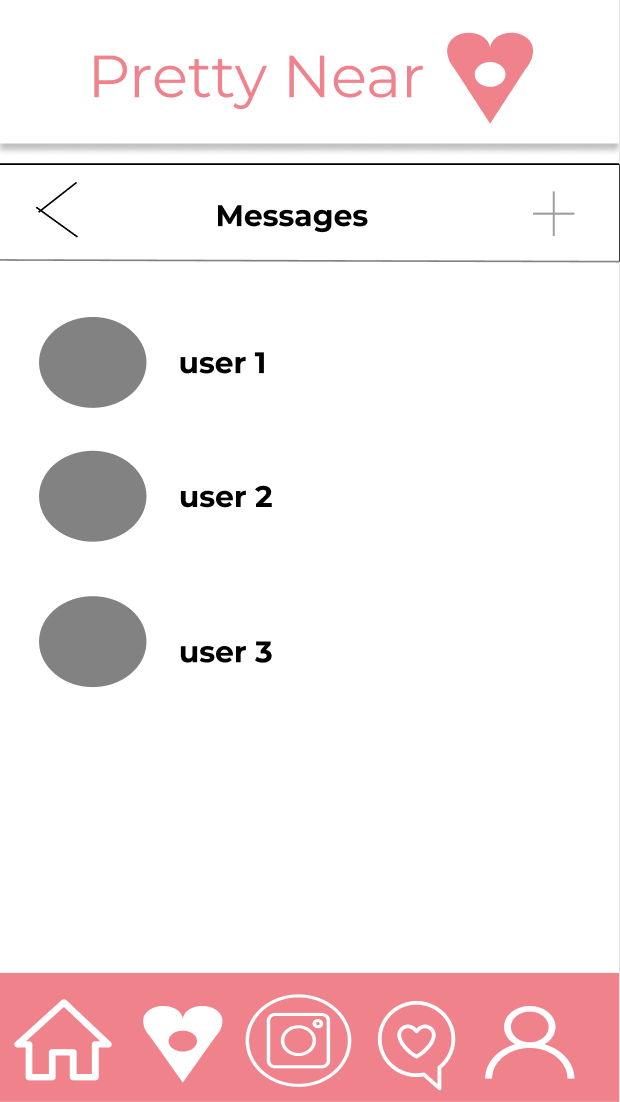 Pretty Near
Messages
user 1
user 2
user 3